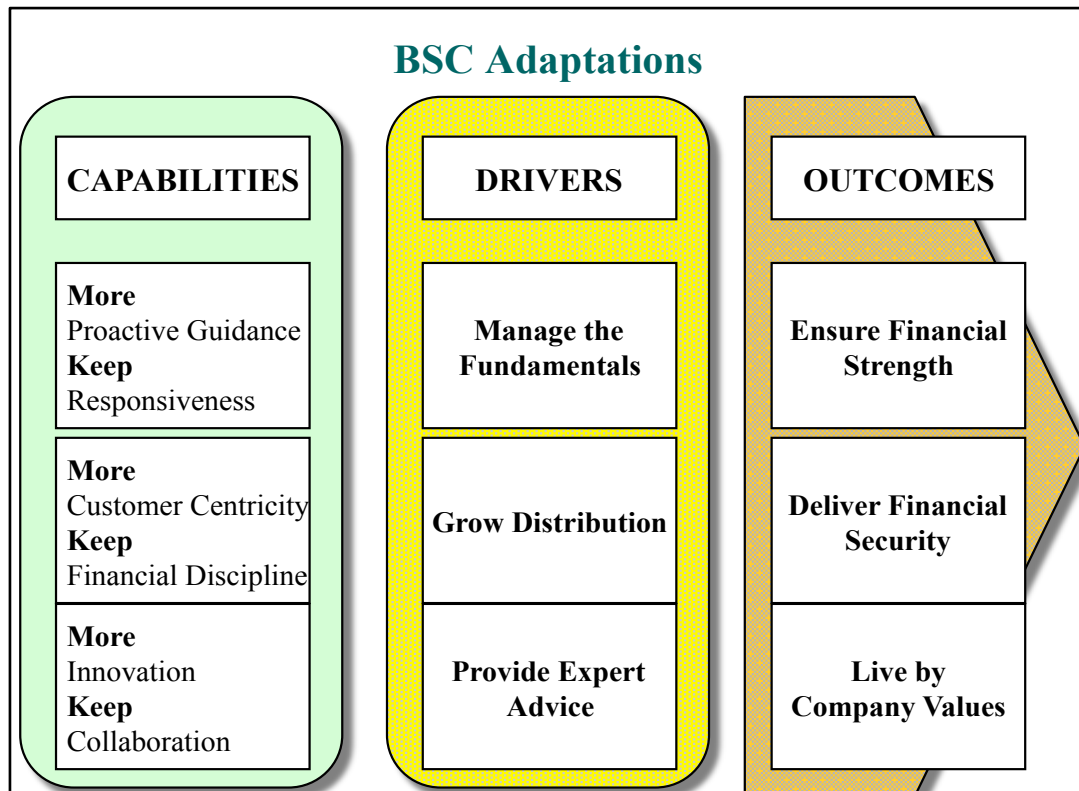 BSC Adaptations
CAPABILITIES
More
Proactive Guidance
Keep
Responsiveness
More
Customer Centricity
Keep
Financial Discipline
More
Innovation
Keep
Collaboration
DRIVERS
Manage the
Fundamentals
Grow Distribution
Provide Expert
Advice
OUTCOMES
Ensure Financial
Strength
Deliver Financial
Security
Live by
Company Values